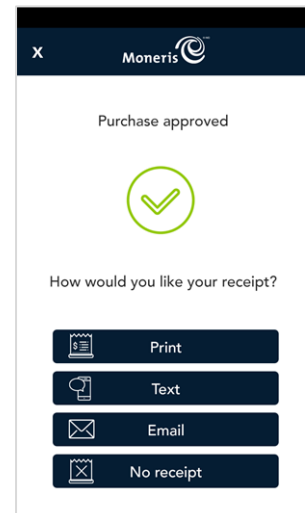 X
Moneris
Purchase approved
How would you like your receipt?
Print
Text
Email
No receipt